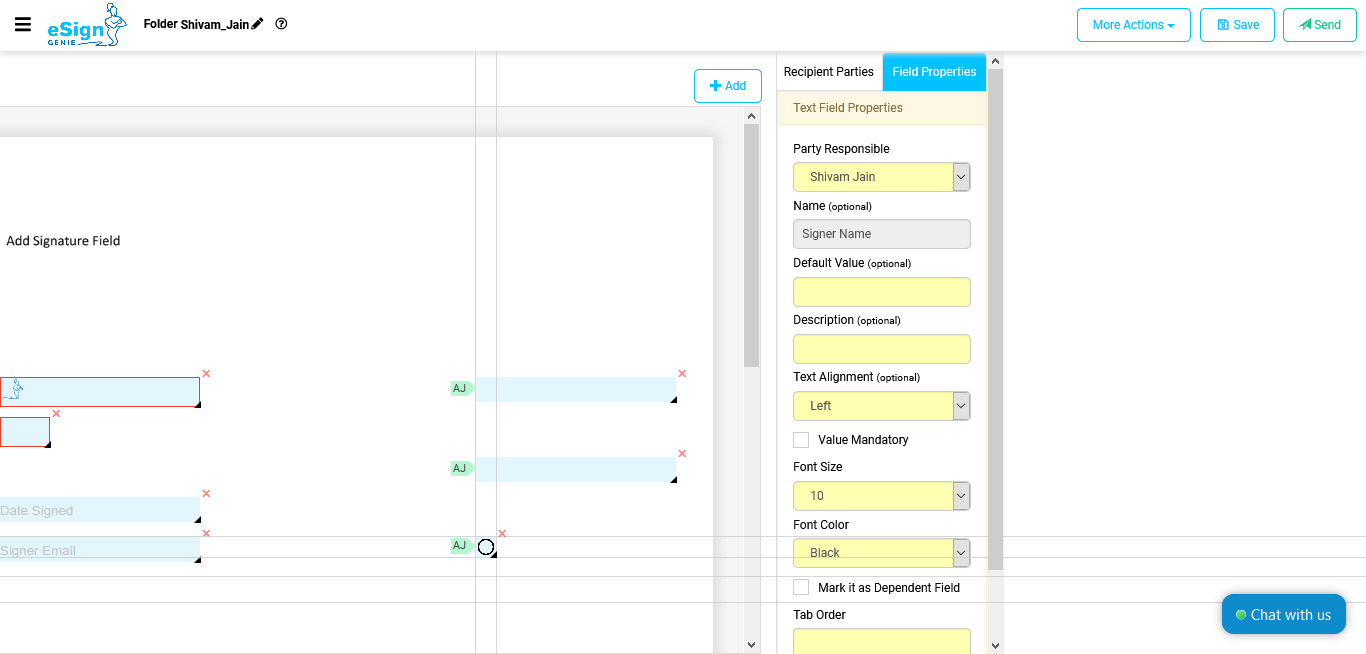 eSign
GENIE
Folder Shivam_Jain
More Actions
Save
Send
Add
Recipient Parties
Field Properties
Text Field Properties
Party Responsible
Shivam Jain
Name (optional)
Signer Name
Default Value (optional)
Description (optional)
Text Alignment (optional)
Left
Value Mandatory
Font Size
10
Font Color
Black
Mark it as Dependent Field
Tab Order
Add Signature Field
AJ
AJ
Date Signed
Signer Email
AJ
Chat with us